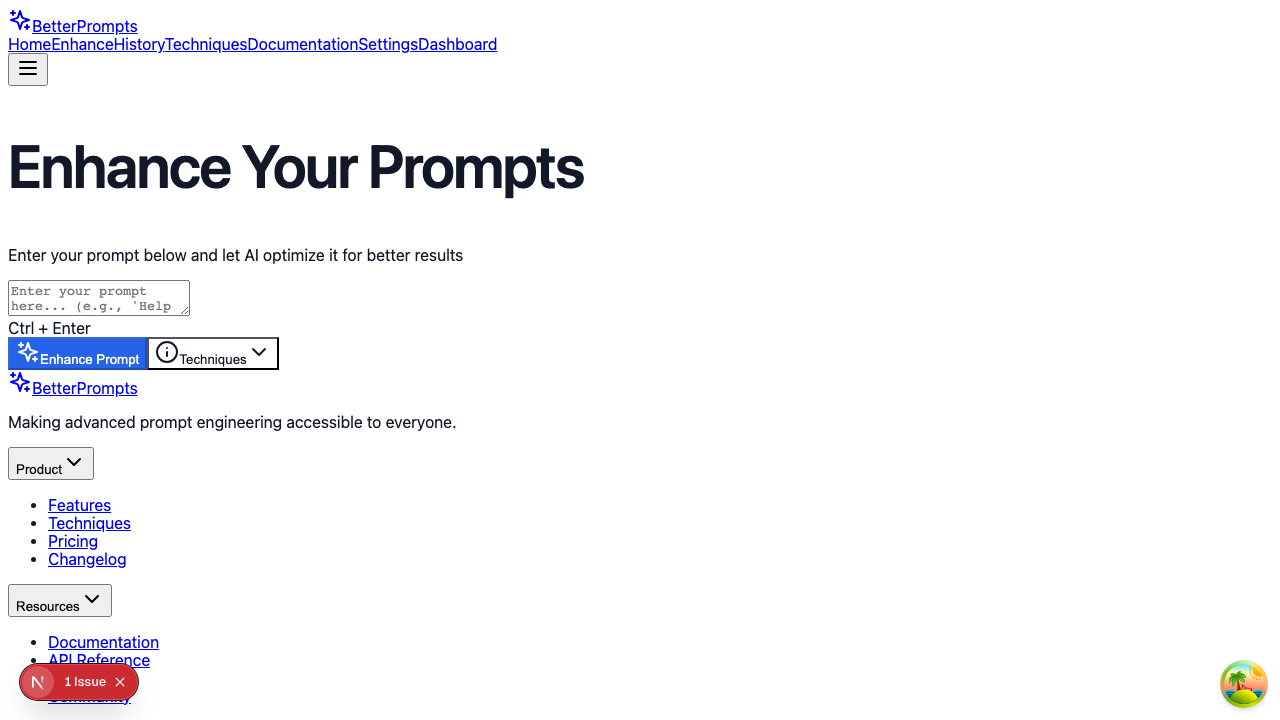 BetterPrompts
HomeEnhanceHistoryTechniquesDocumentationSettingsDashboard
Enhance Your Prompts
Enter your prompt below and let AI optimize it for better results
Enter your prompt
here... (e.g., 'Help
Ctrl + Enter
Enhance Prompt Techniques
BetterPrompts
Making advanced prompt engineering accessible to everyone.
Product
Features
Techniques
Pricing
Changelog
Resources
Documentation
API Reference
N 1 Issue
Community